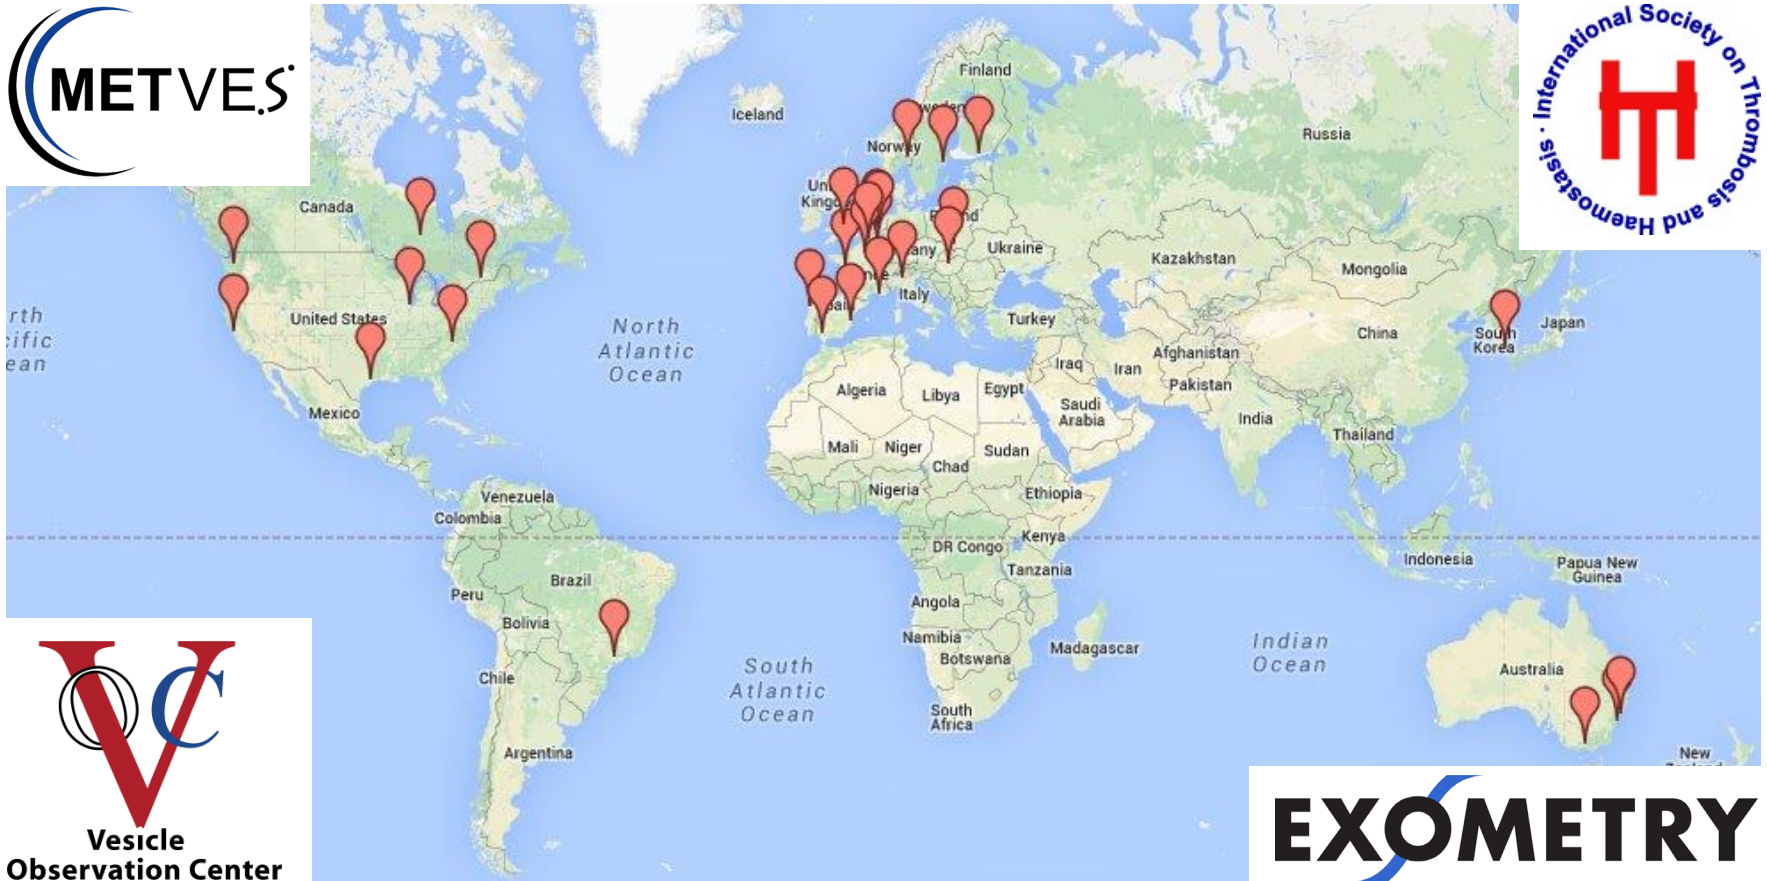 METVES
International Society on Thrombosis and Haemostasis ·
Finland
Iceland
Sweden
Russia
Norway
Canada
Ukraine
Kazakhstan
Mongolia
Italy
United States
North
Atlantic
Ocean
Turkey
China
South
Korea
Japan
Afghanistan
Iraq
Iran
Pakistan
Algeria
Libya
Egypt
Saudi
Arabia
India
Mexico
Thailand
Mali
Niger
Sudan
Chad
Nigeria
Ethiopia
Venezuela
Colombia
Kenya
DR Congo
Indonesia
Papua New
Guinea
Tanzania
Brazil
Peru
Angola
Bolivia
Namibia
Madagascar
Indian
Ocean
Botswana
South
Atlantic
Ocean
Australia
Chile
South
Africa
Argentina
New
VOC
Vesicle
Observation Center
EXOMETRY